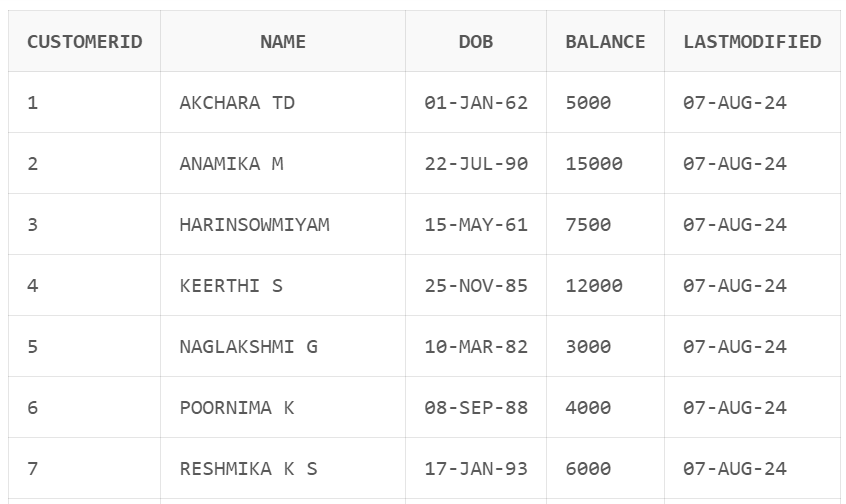 CUSTOMERID NAME DOB BALANCE LASTMODIFIED
1 AKCHARA TD 01-JAN-62 5000 07-AUG-24
2 ANAMIKA M 22-JUL-90 15000 07-AUG-24
3 HARINSOWMIYAM 15-MAY-61 7500 07-AUG-24
4 KEERTHI S 25-NOV-85 12000 07-AUG-24
5 NAGLAKSHMI G 10-MAR-82 3000 07-AUG-24
6 POORNIMA K 08-SEP-88 4000 07-AUG-24
7 RESHMIKA K S 17-JAN-93 6000 07-AUG-24